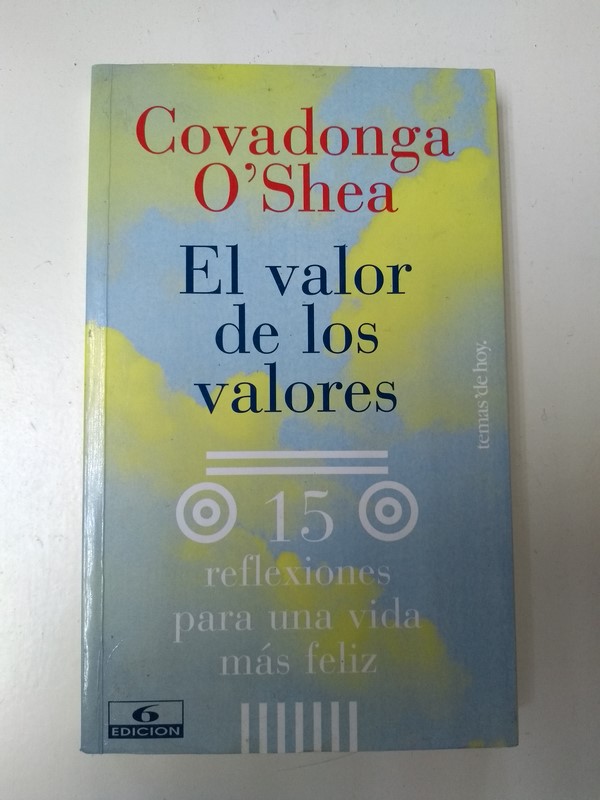 Covadonga
O'Shea
El valor
de los
valores
temas'de hoy.
15
reflexiones
para una vida
más feliz
6
EDICION